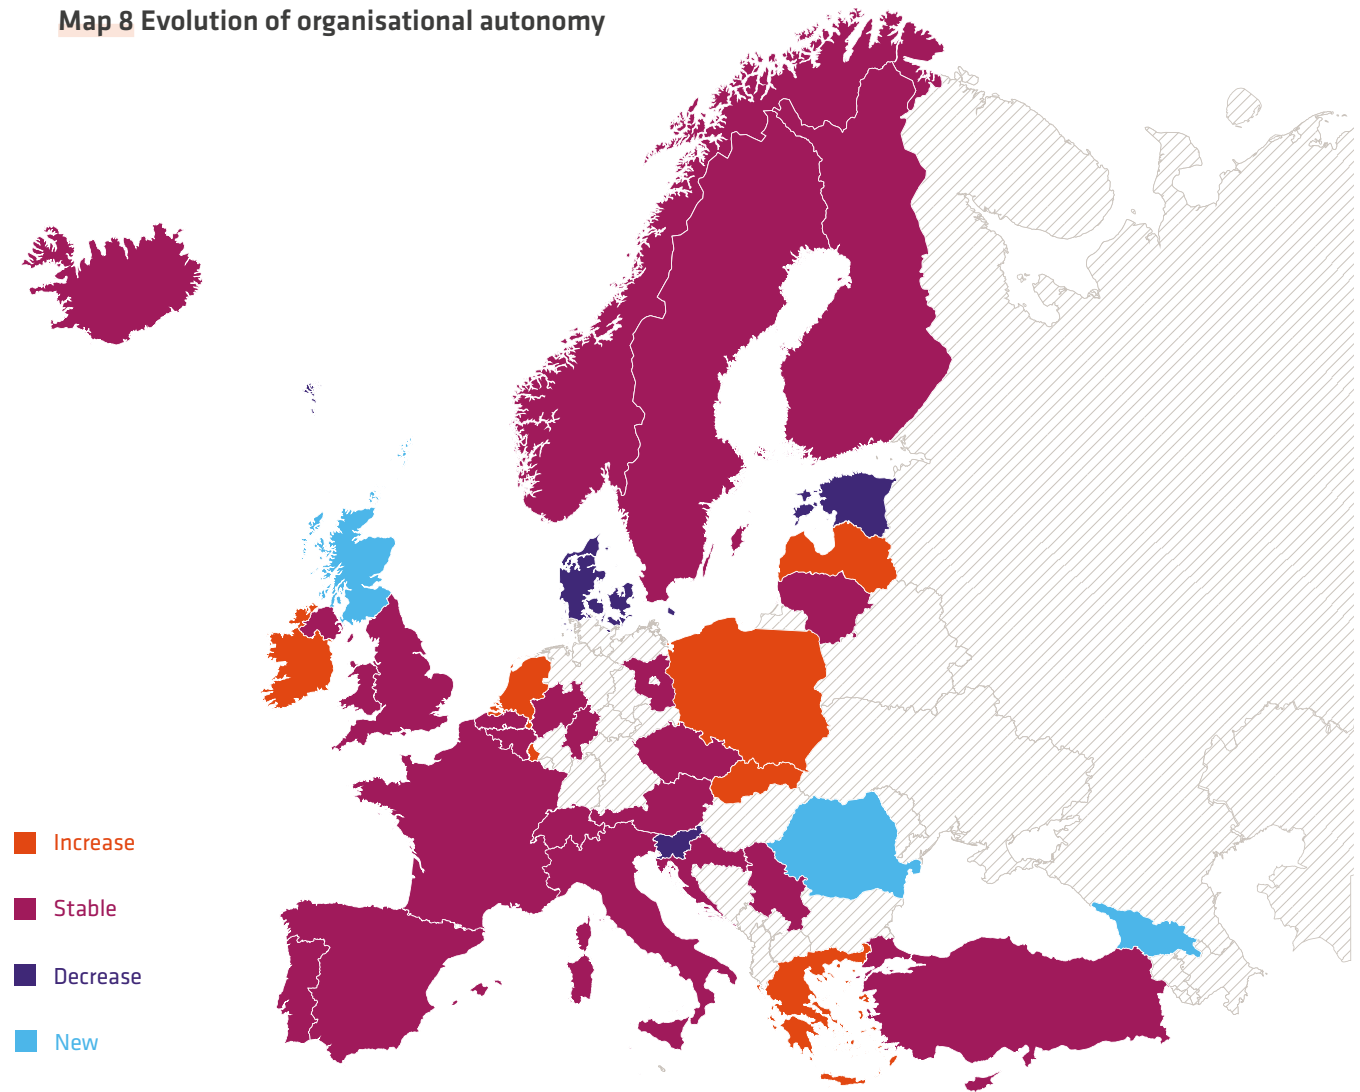 Map 8 Evolution of organisational autonomy
Increase
Stable
Decrease
New